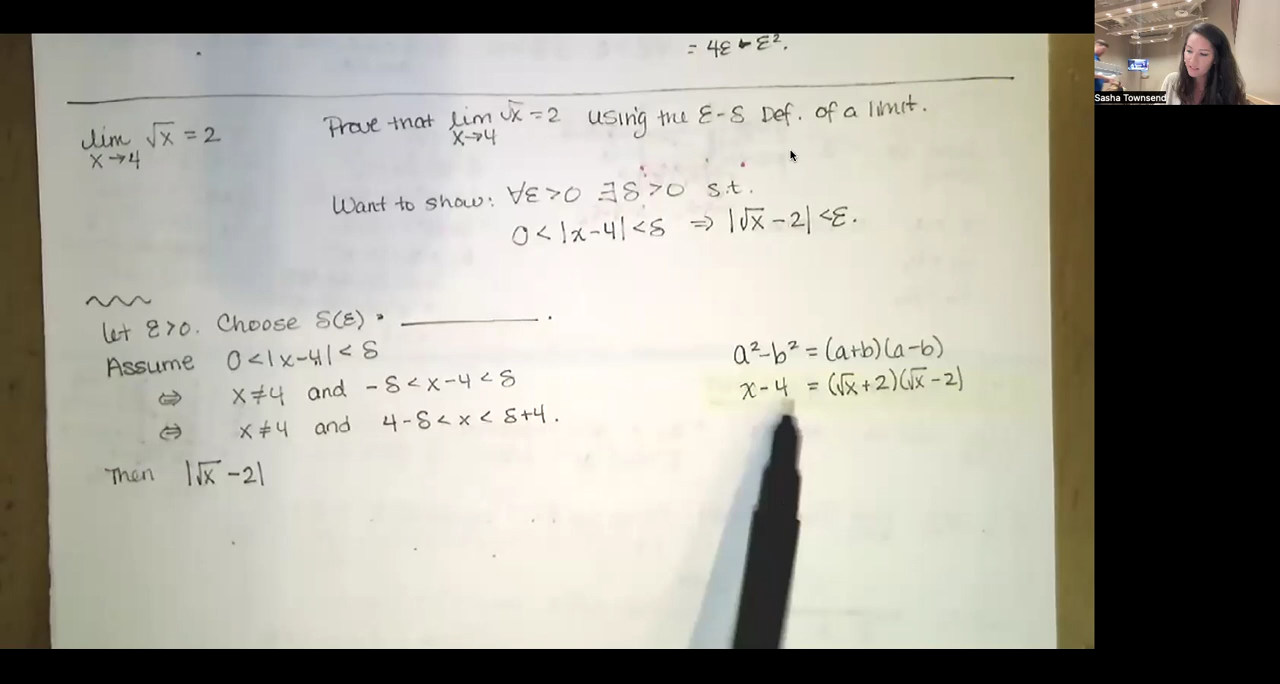 = 4ε - ε².
lim √x = 2
x→4
Prove that lim √x = 2 using the ε-δ Def. of a limit.
x→4
Want to show: ∀ε>0 ∃δ>0 s.t.
0<|x-4|<δ ⇒ |√x -2|<ε.
Let ε>0. Choose δ(ε) = ________.
Assume 0<|x-4|<δ
⇔ x≠4 and -δ<x-4<δ
⇔ x≠4 and 4-δ<x<δ+4.
Then |√x -2|
a²-b² = (a+b)(a-b)
x-4 = (√x+2)(√x-2)
Sasha Townsend